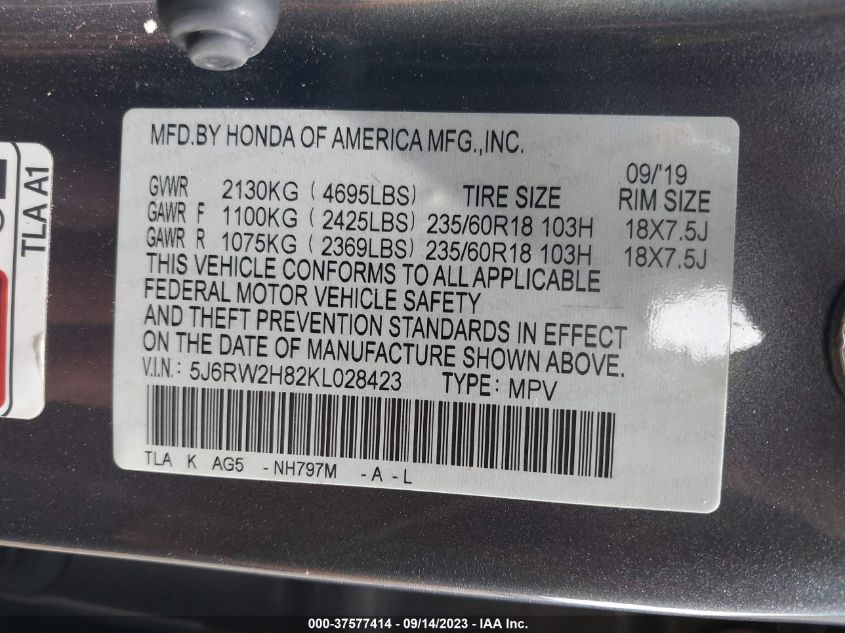 MFD.BY HONDA OF AMERICA MFG.,INC.
09/'19
GVWR 2130KG ( 4695LBS) TIRE SIZE RIM SIZE
GAWR F 1100KG ( 2425LBS) 235/60R18 103H 18X7.5J
GAWR R 1075KG ( 2369LBS) 235/60R18 103H 18X7.5J
THIS VEHICLE CONFORMS TO ALL APPLICABLE
FEDERAL MOTOR VEHICLE SAFETY
AND THEFT PREVENTION STANDARDS IN EFFECT
ON THE DATE OF MANUFACTURE SHOWN ABOVE.
V.I.N.: 5J6RW2H82KL028423 TYPE: MPV
TLA K AG5 -NH797M -A -L
TLA A1
000-37577414 - 09/14/2023 - IAA Inc.